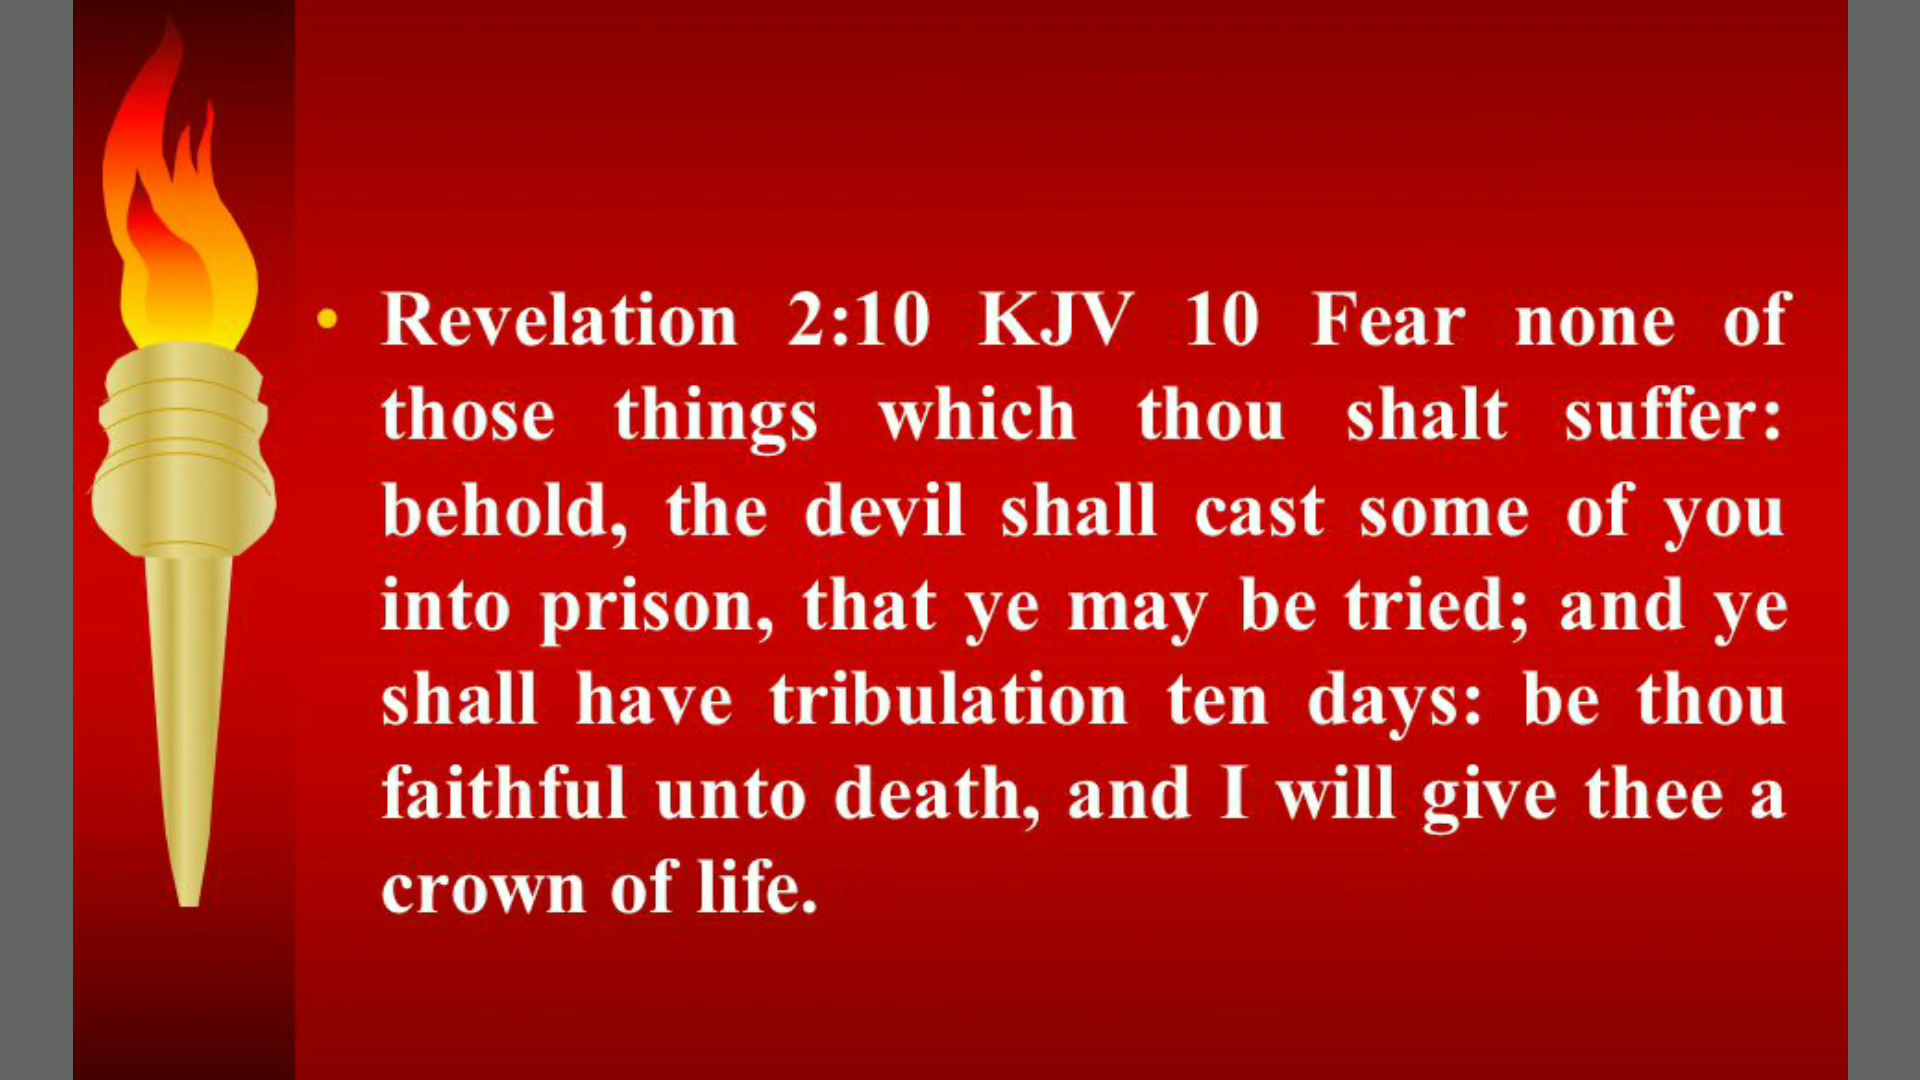 • Revelation 2:10 KJV 10 Fear none of
those things which thou shalt suffer:
behold, the devil shall cast some of you
into prison, that ye may be tried; and ye
shall have tribulation ten days: be thou
faithful unto death, and I will give thee a
crown of life.